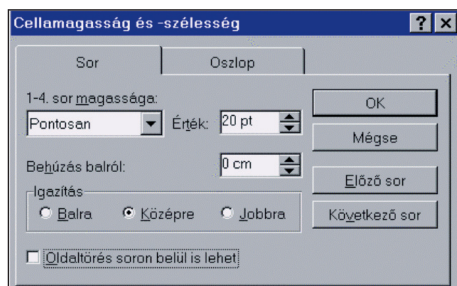 Cellamagasság és -szélesség
Sor Oszlop
1-4. sor magassága:
Pontosan Érték: 20 pt
Behúzás balról: 0 cm
Igazítás
Balra Középre Jobbra
Oldaltörés soron belül is lehet
OK
Mégse
Előző sor
Következő sor